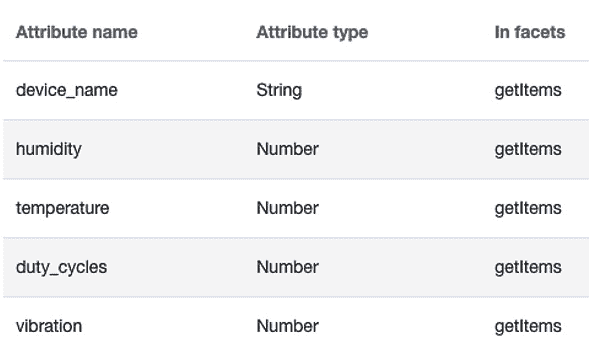 Attribute name Attribute type In facets
device_name String getItems
humidity Number getItems
temperature Number getItems
duty_cycles Number getItems
vibration Number getItems